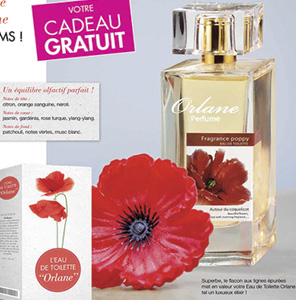 VOTRE
CADEAU
GRATUIT
MS !
Un équilibre olfactif parfait !
Notes de tête :
citron, orange sanguine, neroli.
Notes de cœur :
jasmin, gardénia, rose turque, ylang-ylang.
Notes de fond :
patchouli, notes vertes, musc blanc.
Orlane
Perfume
Fragrance poppy
EAU DE TOILETTE
Autour du coquelicot
L'EAU
DE TOILETTE
"Orlane"
Superbe, le flacon aux lignes épurées
met en valeur votre Eau de Toilette Orlane
tel un luxueux élixir !